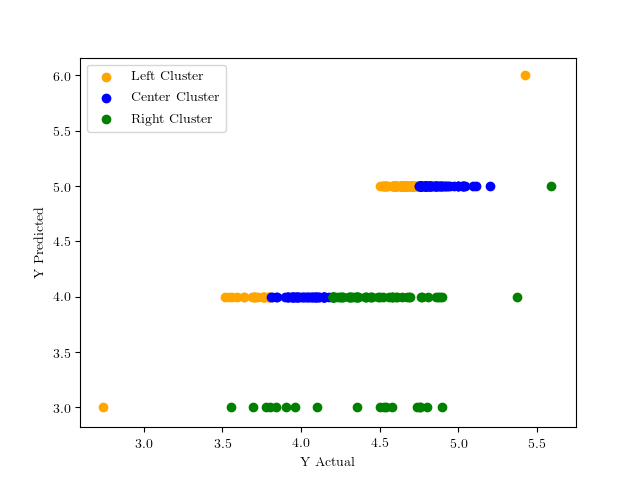 Left Cluster
Center Cluster
Right Cluster
6.0
5.5
5.0
4.5
4.0
3.5
3.0
Y Predicted
3.0 3.5 4.0 4.5 5.0 5.5
Y Actual